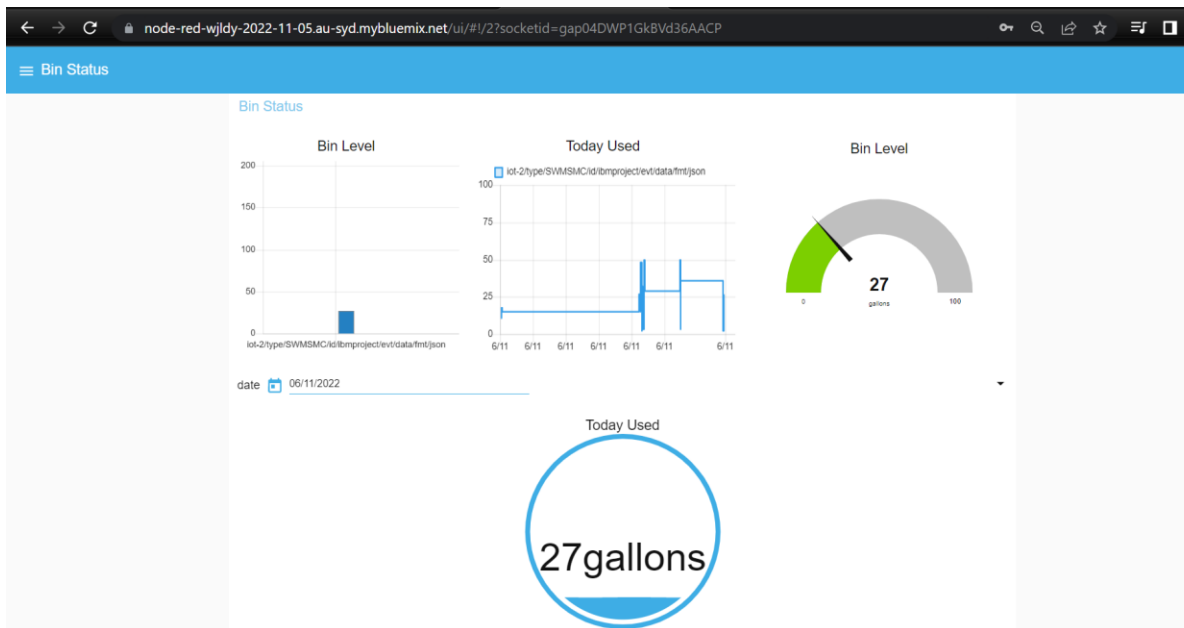 node-red-wjldy-2022-11-05.au-syd.mybluemix.net/ui/#!/2?socketid=gap04DWP1GkBVd36AACP
Bin Status
Bin Status
Bin Level
200
150
100
50
0
iot-2/type/SWMSMC/id/ibmproject/evt/data/fmt/json
Today Used
iot-2/type/SWMSMC/id/ibmproject/evt/data/fmt/json
100
75
50
25
0
6/11 6/11 6/11 6/11 6/11 6/11 6/11
Bin Level
27
gallons
0 100
date 06/11/2022
Today Used
27gallons